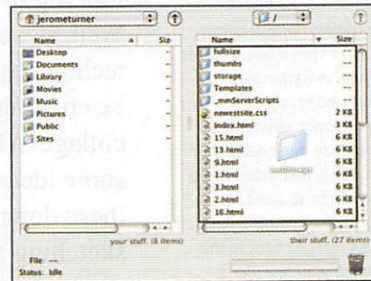 jerometurner
/
Name Siz
Desktop --
Documents --
Library --
Movies --
Music --
Pictures --
Public --
Sites --
Name Size
fullsize --
thumbs --
storage --
Templates --
_mmServerScripts --
newestsite.css 2 KB
index.html 3 KB
15.html 6 KB
13.html 6 KB
9.html 6 KB
1.html 6 KB
3.html 6 KB
2.html 6 KB
16.html 6 KB
your stuff. (8 items)
their stuff. (27 items)
File: ---
Status: Idle